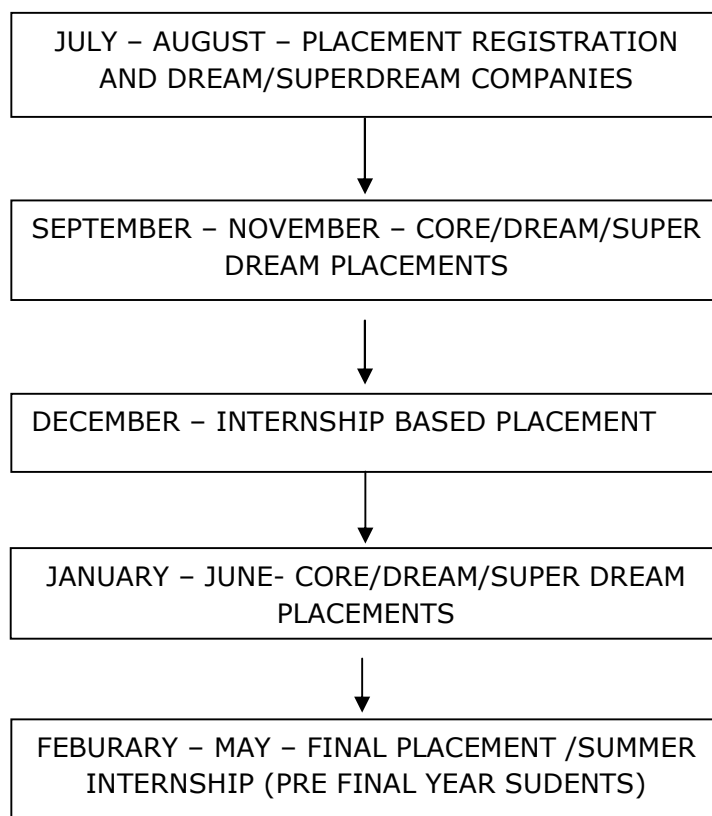 JULY – AUGUST – PLACEMENT REGISTRATION
AND DREAM/SUPERDREAM COMPANIES
SEPTEMBER – NOVEMBER – CORE/DREAM/SUPER
DREAM PLACEMENTS
DECEMBER – INTERNSHIP BASED PLACEMENT
JANUARY – JUNE- CORE/DREAM/SUPER DREAM
PLACEMENTS
FEBURARY – MAY – FINAL PLACEMENT /SUMMER
INTERNSHIP (PRE FINAL YEAR SUDENTS)